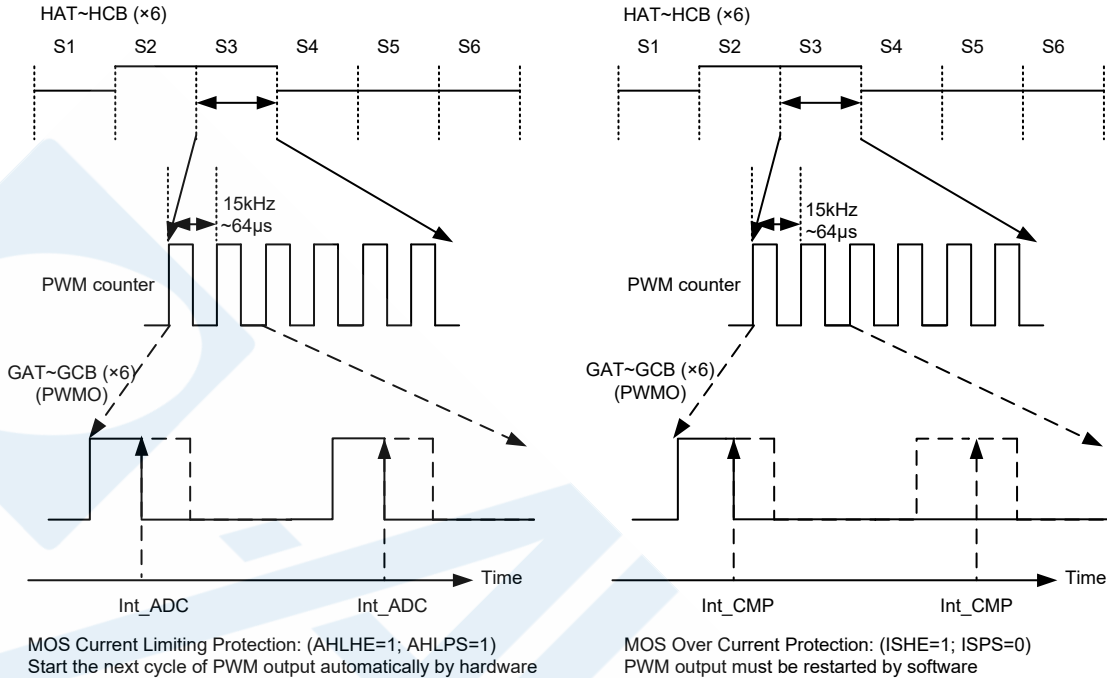 HAT~HCB (×6)
S1 S2 S3 S4 S5 S6
15kHz
~64µs
PWM counter
GAT~GCB (×6)
(PWMO)
Time
Int_ADC Int_ADC
MOS Current Limiting Protection: (AHLHE=1; AHLPS=1)
Start the next cycle of PWM output automatically by hardware
HAT~HCB (×6)
S1 S2 S3 S4 S5 S6
15kHz
~64µs
PWM counter
GAT~GCB (×6)
(PWMO)
Time
Int_CMP Int_CMP
MOS Over Current Protection: (ISHE=1; ISPS=0)
PWM output must be restarted by software